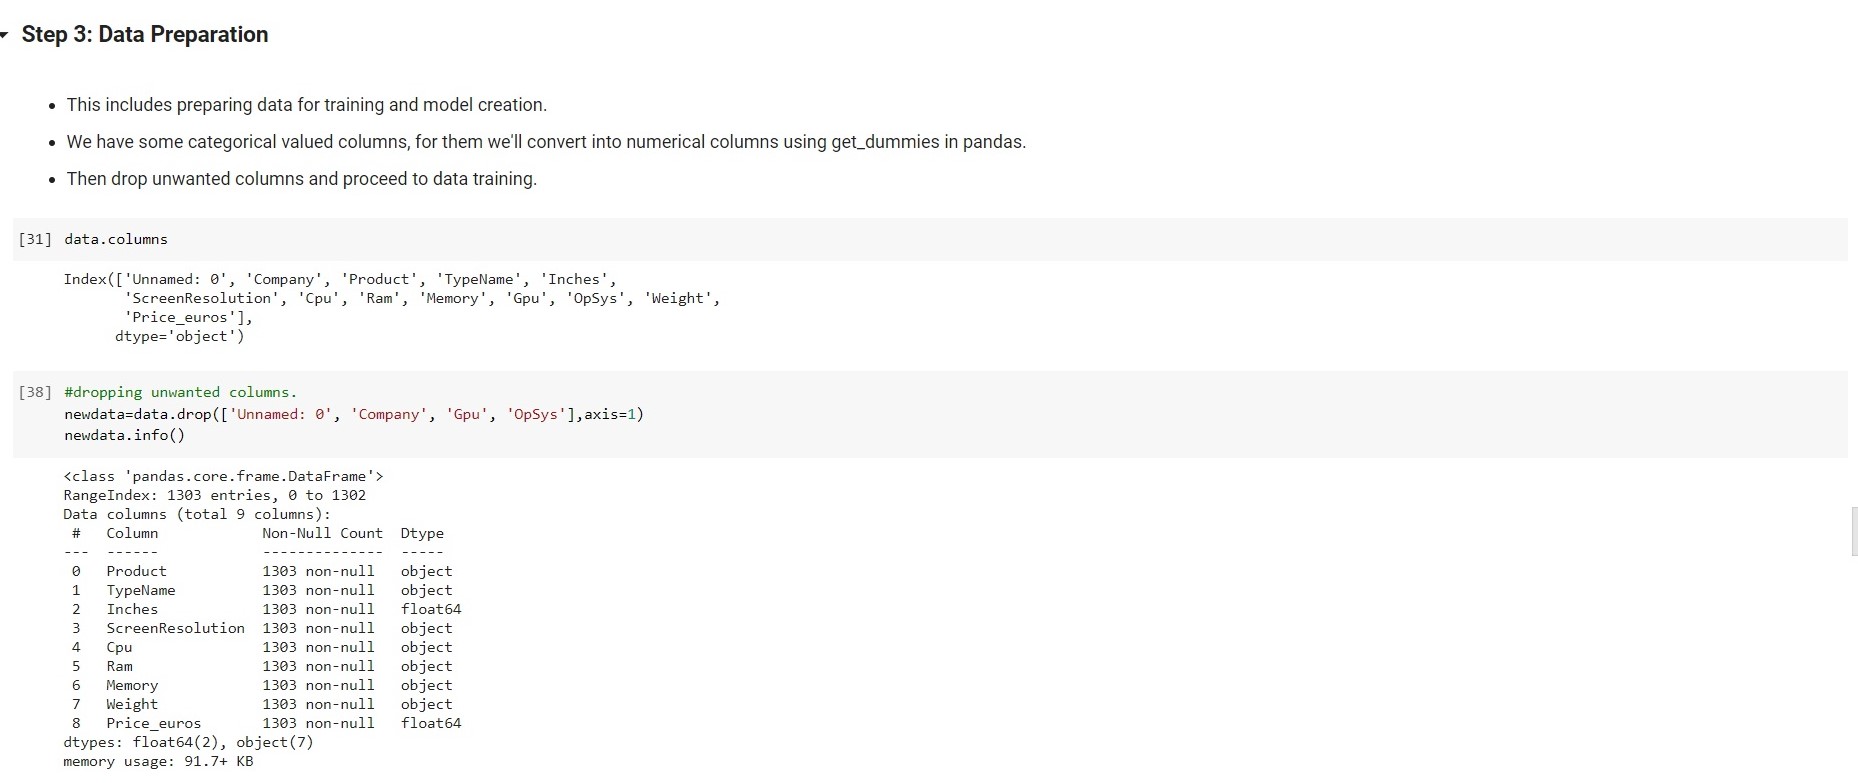 Step 3: Data Preparation
This includes preparing data for training and model creation.
We have some categorical valued columns, for them we'll convert into numerical columns using get_dummies in pandas.
Then drop unwanted columns and proceed to data training.
[31] data.columns
Index(['Unnamed: 0', 'Company', 'Product', 'TypeName', 'Inches',
'ScreenResolution', 'Cpu', 'Ram', 'Memory', 'Gpu', 'OpSys', 'Weight',
'Price_euros'],
dtype='object')
[38] #dropping unwanted columns.
newdata=data.drop(['Unnamed: 0', 'Company', 'Gpu', 'OpSys'],axis=1)
newdata.info()
<class 'pandas.core.frame.DataFrame'>
RangeIndex: 1303 entries, 0 to 1302
Data columns (total 9 columns):
# Column Non-Null Count Dtype
--- ------ -------------- -----
0 Product 1303 non-null object
1 TypeName 1303 non-null object
2 Inches 1303 non-null float64
3 ScreenResolution 1303 non-null object
4 Cpu 1303 non-null object
5 Ram 1303 non-null object
6 Memory 1303 non-null object
7 Weight 1303 non-null object
8 Price_euros 1303 non-null float64
dtypes: float64(2), object(7)
memory usage: 91.7+ KB